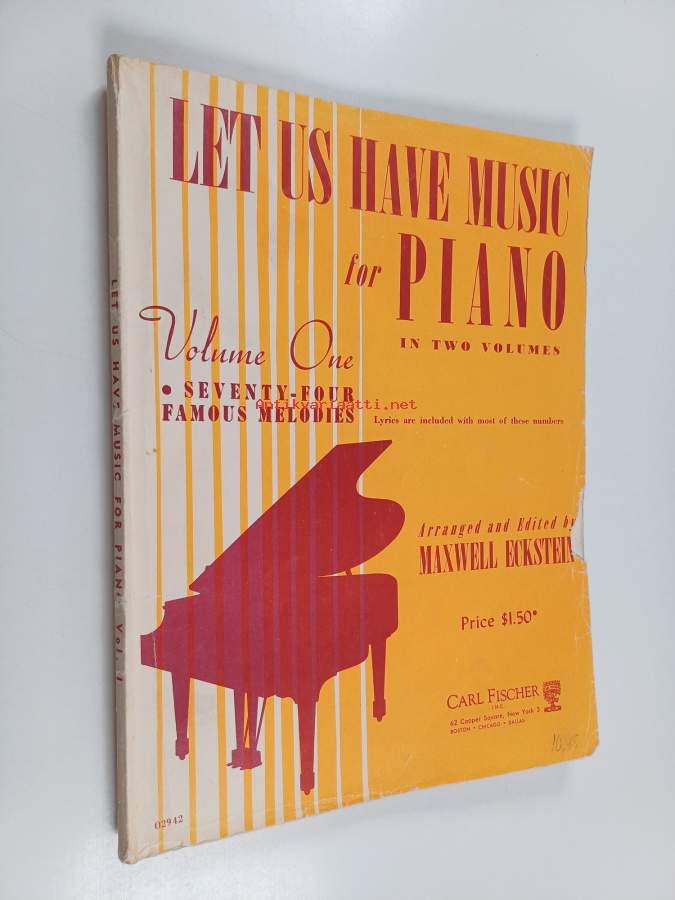 LET US HAVE MUSIC
for PIANO
IN TWO VOLUMES
Volume One
• SEVENTY-FOUR
FAMOUS MELODIES
Lyrics are included with most of these numbers
Antikvariaatti.net
Arranged and Edited by
MAXWELL ECKSTEIN
Price $1.50*
CARL FISCHER
INC.
62 Cooper Square, New York 3
BOSTON • CHICAGO • DALLAS
02942
LET US HAVE MUSIC FOR PIANO Vol. 1